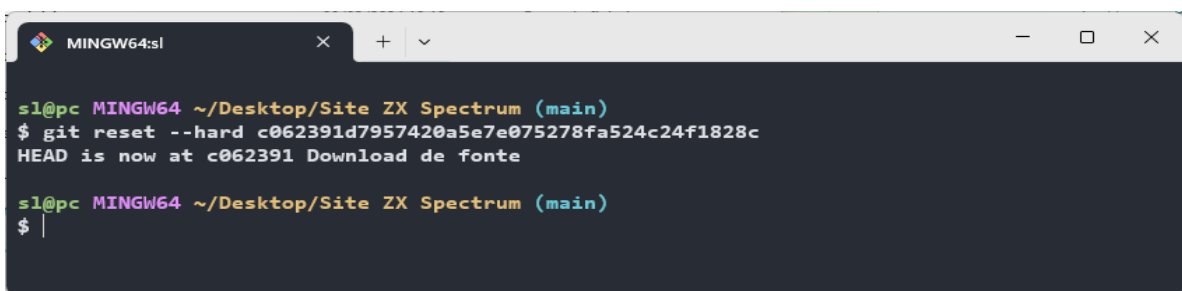 MINGW64:sl
sl@pc MINGW64 ~/Desktop/Site ZX Spectrum (main)
$ git reset --hard c062391d7957420a5e7e075278fa524c24f1828c
HEAD is now at c062391 Download de fonte
sl@pc MINGW64 ~/Desktop/Site ZX Spectrum (main)
$